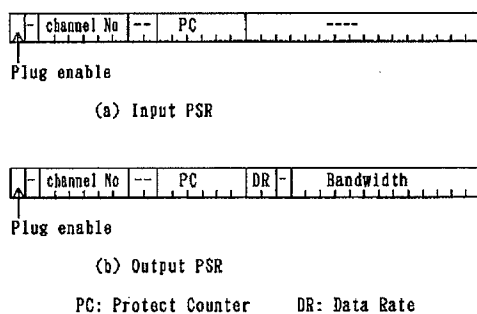 - channel No -- PC ----
Plug enable
(a) Input PSR
- channel No -- PC DR - Bandwidth
Plug enable
(b) Output PSR
PC: Protect Counter DR: Data Rate